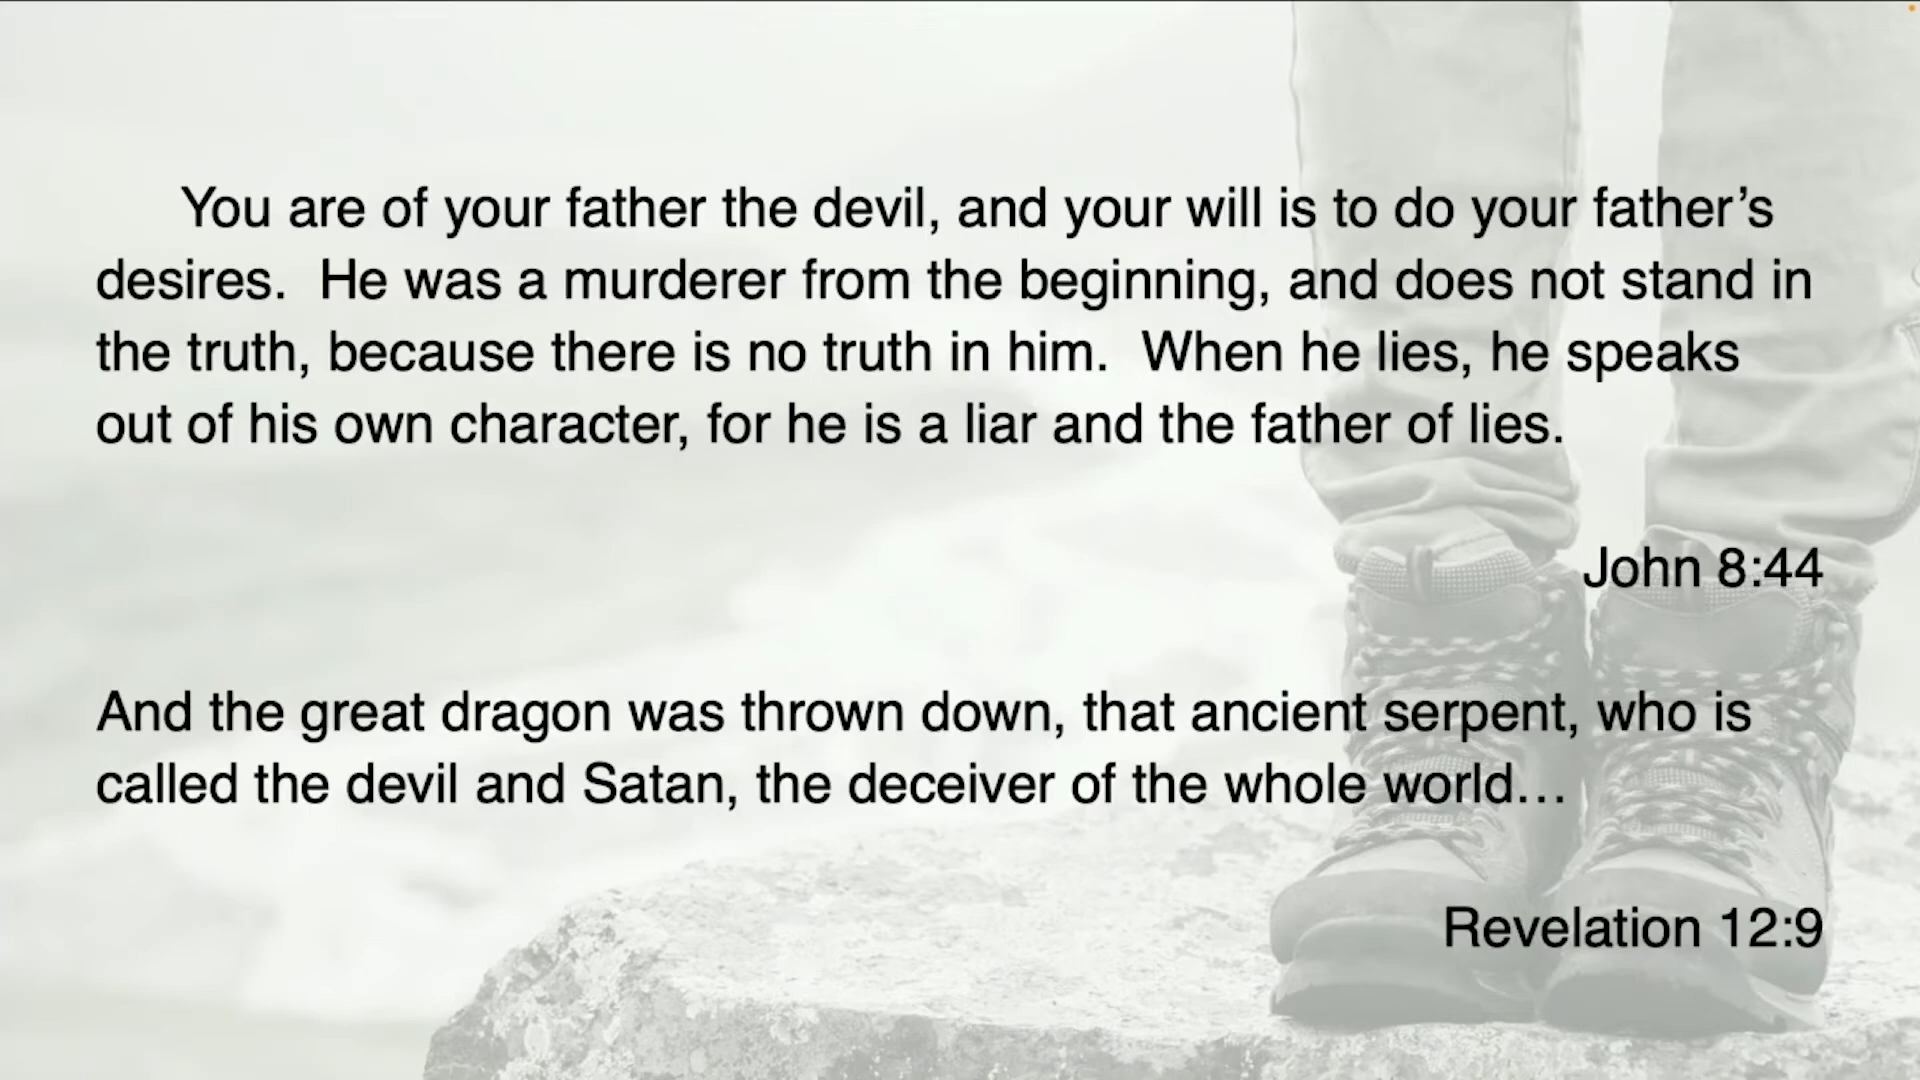 You are of your father the devil, and your will is to do your father’s
desires.  He was a murderer from the beginning, and does not stand in
the truth, because there is no truth in him.  When he lies, he speaks
out of his own character, for he is a liar and the father of lies.
John 8:44
And the great dragon was thrown down, that ancient serpent, who is
called the devil and Satan, the deceiver of the whole world…
Revelation 12:9